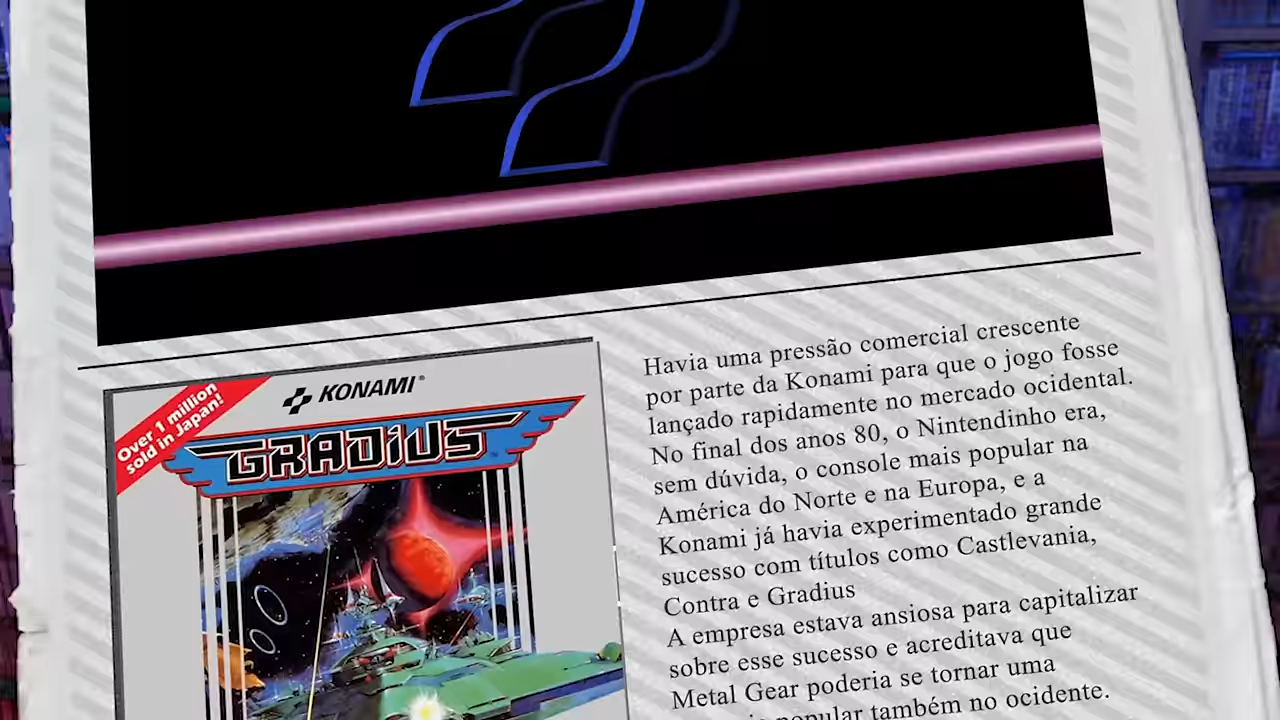 Over 1 million
sold in Japan!
KONAMI®
GRADIUS
Havia uma pressão comercial crescente
por parte da Konami para que o jogo fosse
lançado rapidamente no mercado ocidental.
No final dos anos 80, o Nintendinho era,
sem dúvida, o console mais popular na
América do Norte e na Europa, e a
Konami já havia experimentado grande
sucesso com títulos como Castlevania,
Contra e Gradius
A empresa estava ansiosa para capitalizar
sobre esse sucesso e acreditava que
Metal Gear poderia se tornar uma
popular também no ocidente.